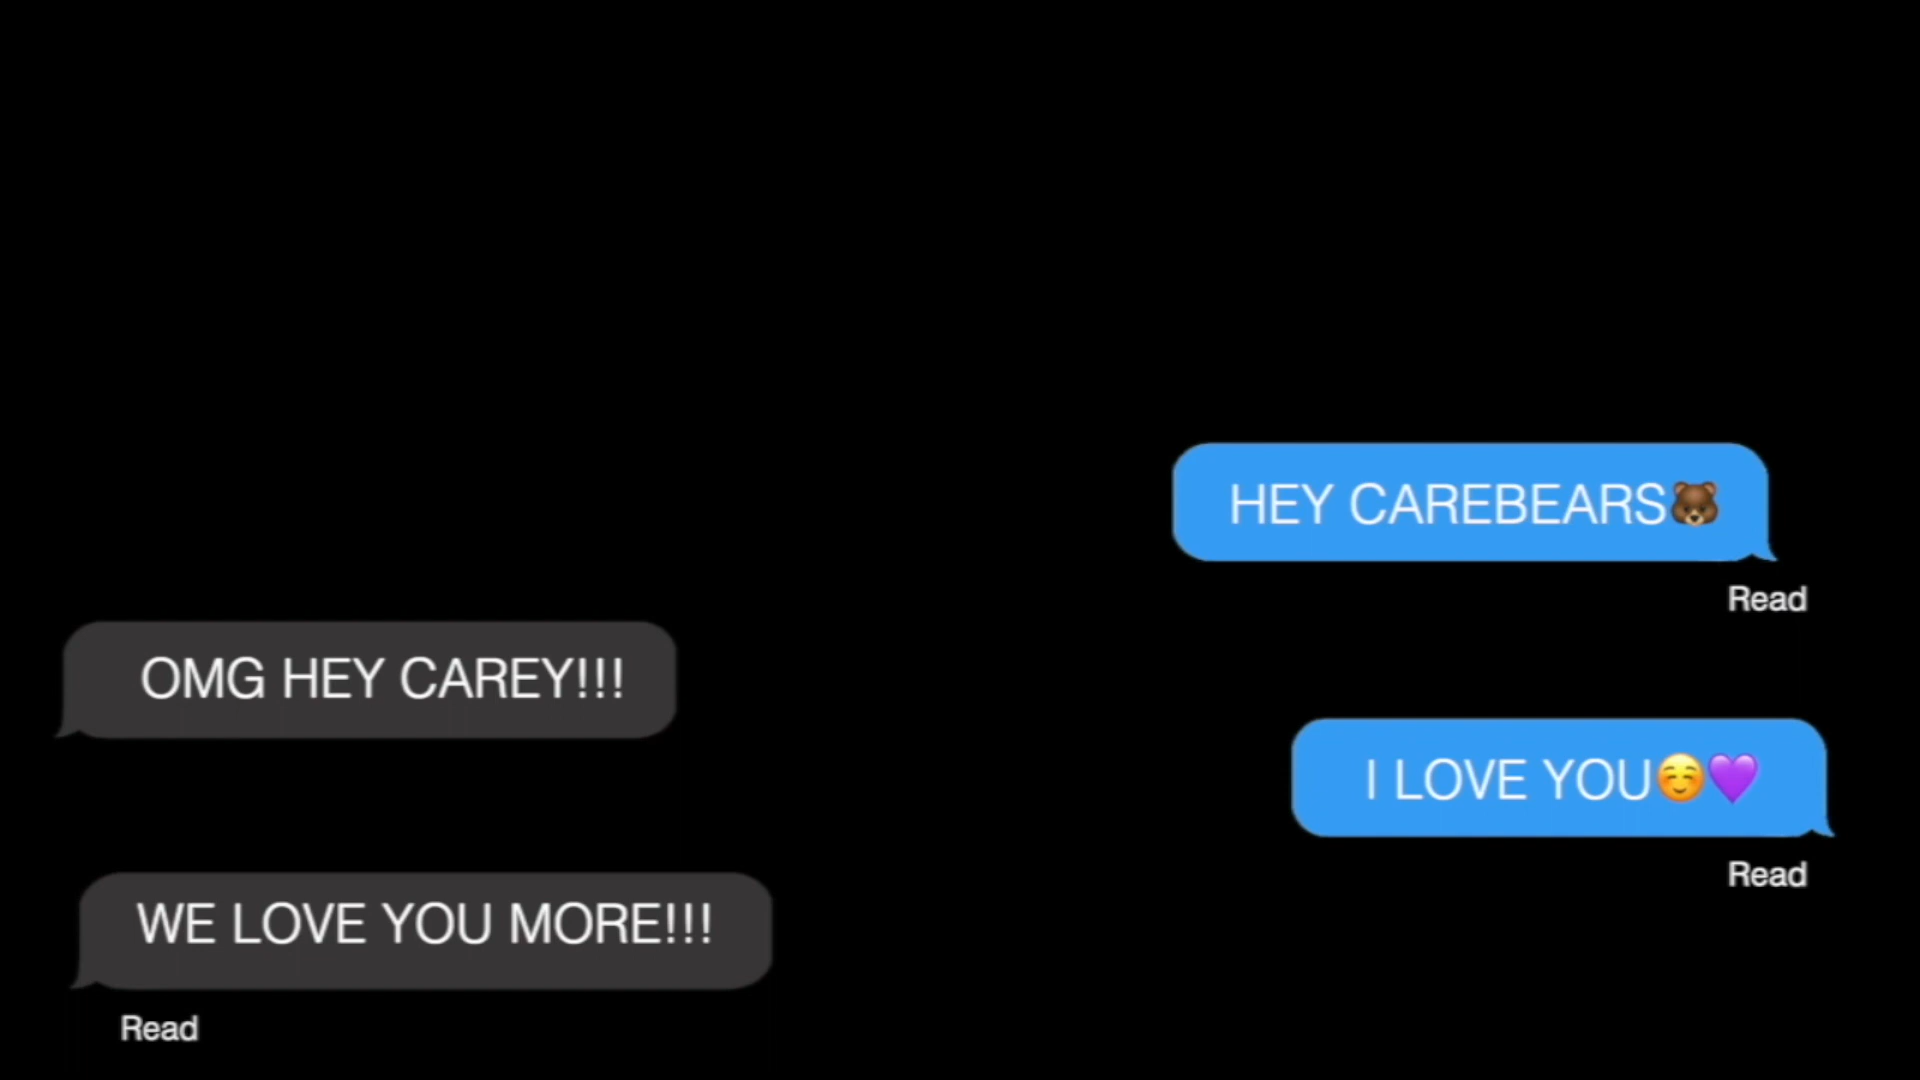 HEY CAREBEARS🐻
Read
OMG HEY CAREY!!!
I LOVE YOU☺️💜
Read
WE LOVE YOU MORE!!!
Read